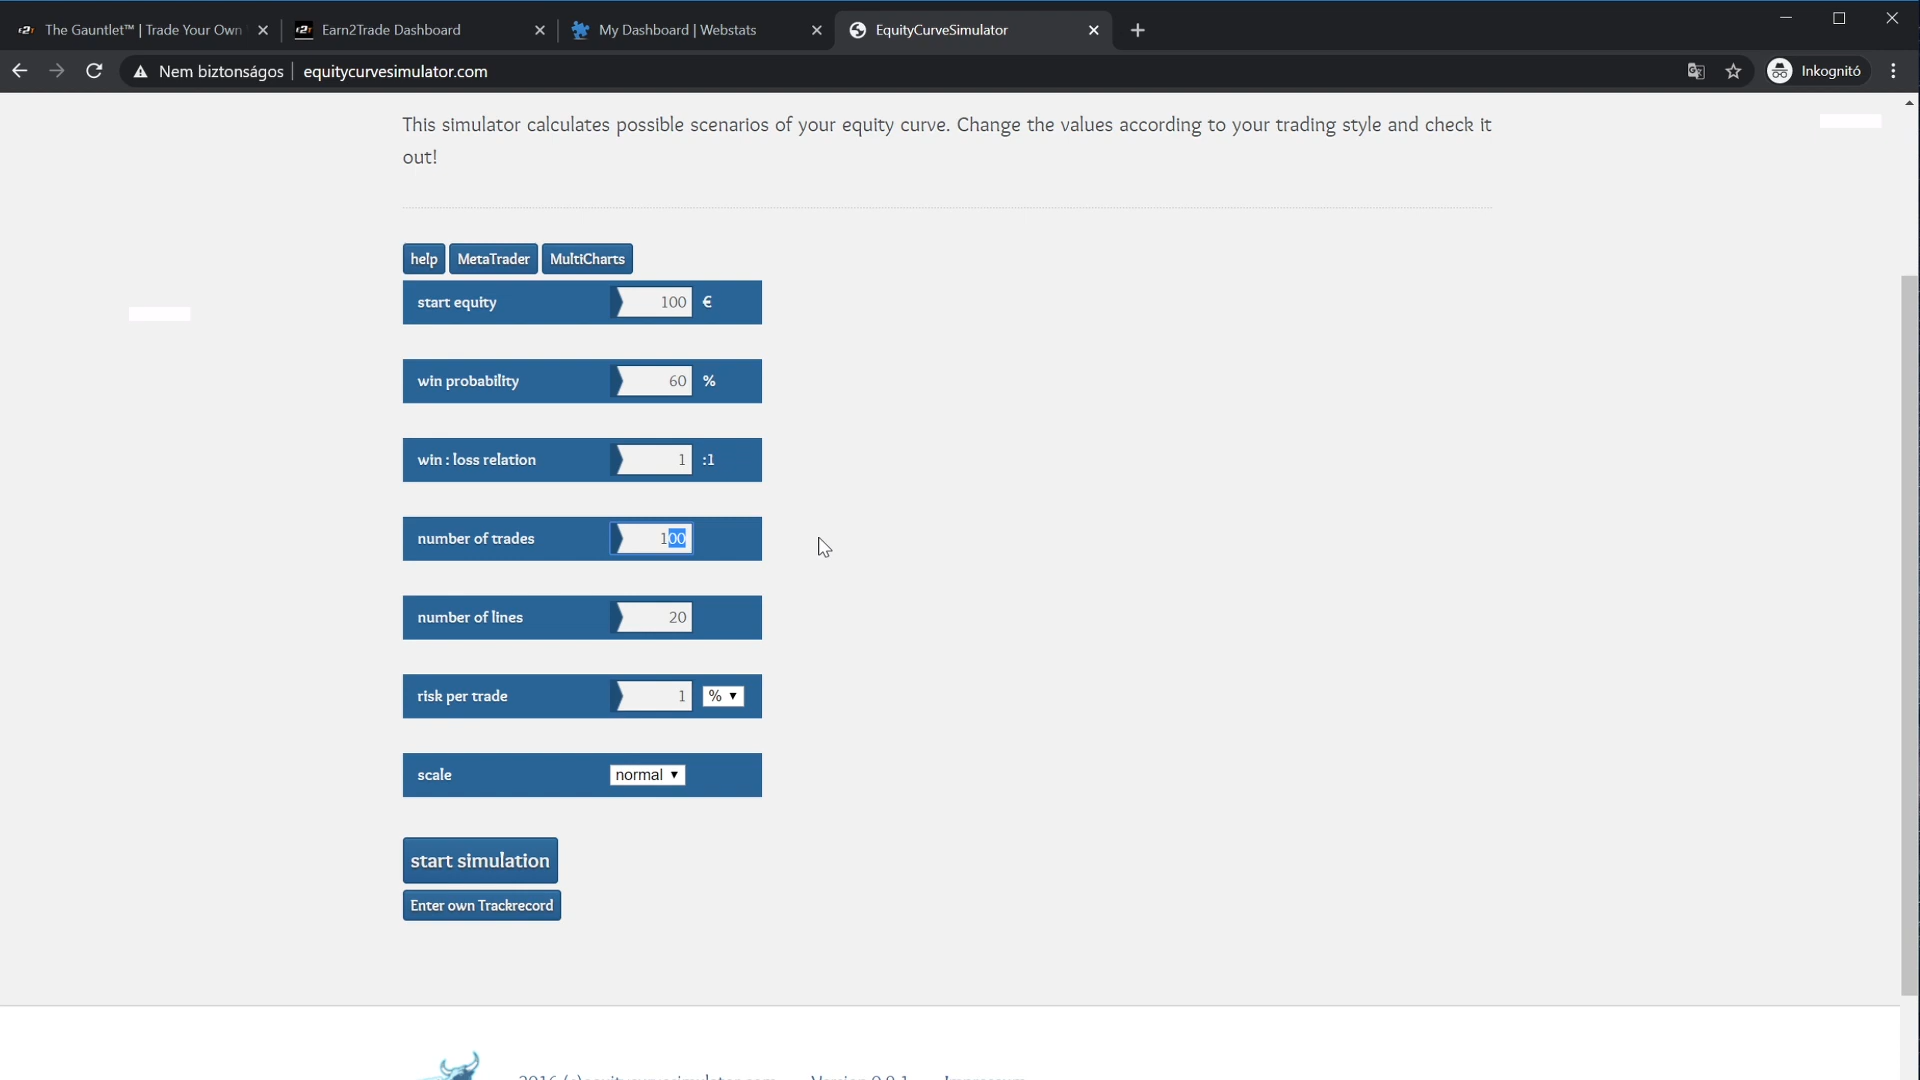 The Gauntlet™ | Trade Your Own
Earn2Trade Dashboard
My Dashboard | Webstats
EquityCurveSimulator
Nem biztonságos
equitycurvesimulator.com
Inkognitó
This simulator calculates possible scenarios of your equity curve. Change the values according to your trading style and check it
out!
help MetaTrader MultiCharts
start equity 100 €
win probability 60 %
win : loss relation 1 :1
number of trades 100
number of lines 20
risk per trade 1 %
scale normal
start simulation
Enter own Trackrecord